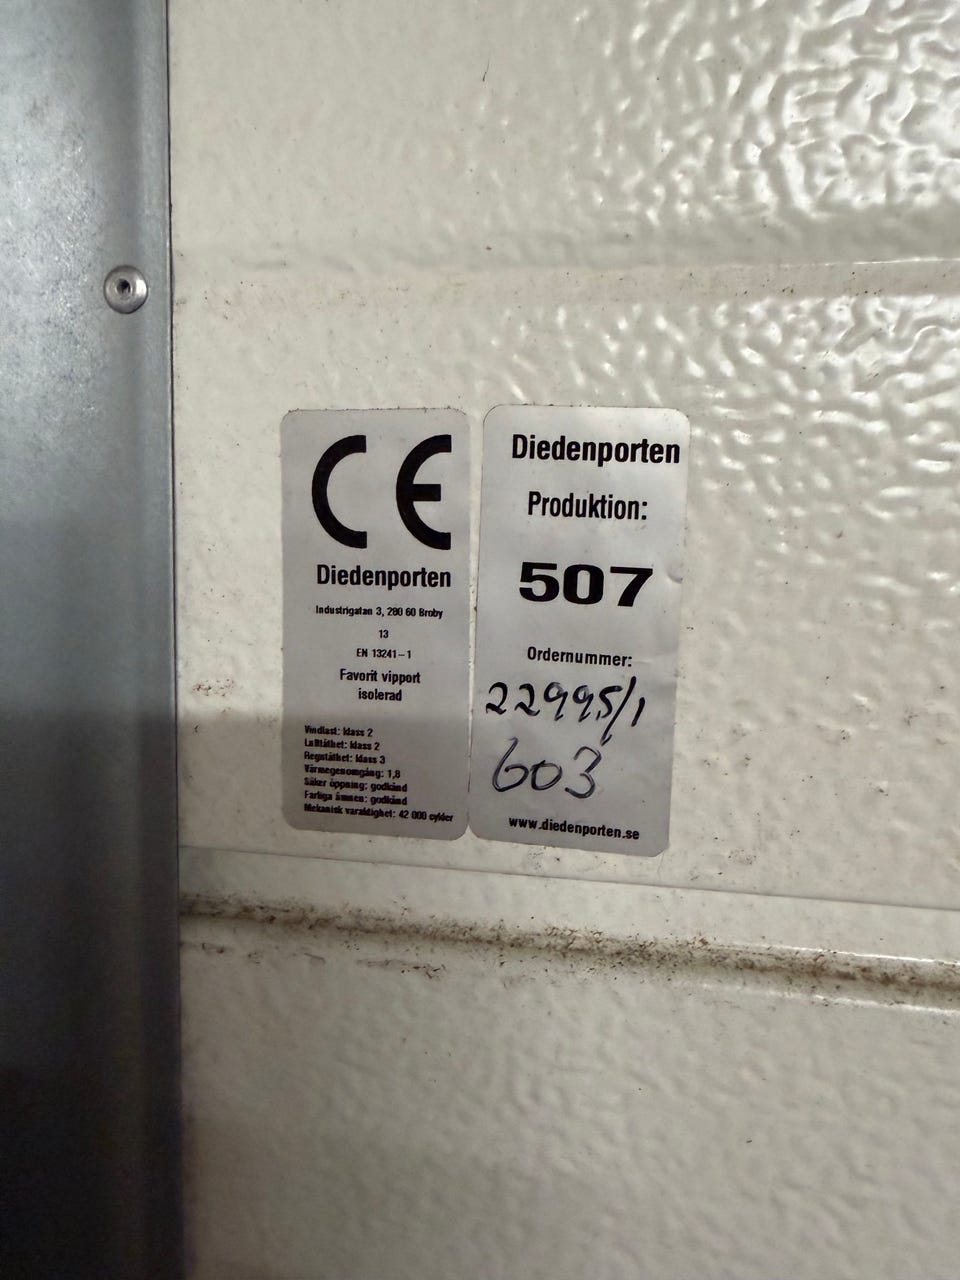 CE
Diedenporten
Industrigatan 3, 280 60 Broby
13
EN 13241-1
Favorit vipport
isolerad
Vindlast: klass 2
Lufttäthet: klass 2
Regntäthet: klass 3
Värmegenomgång: 1,8
Säker öppning: godkänd
Farliga ämnen: godkänd
Mekanisk varaktighet: 42 000 cykler
Diedenporten
Produktion:
507
Ordernummer:
22995/1
603
www.diedenporten.se